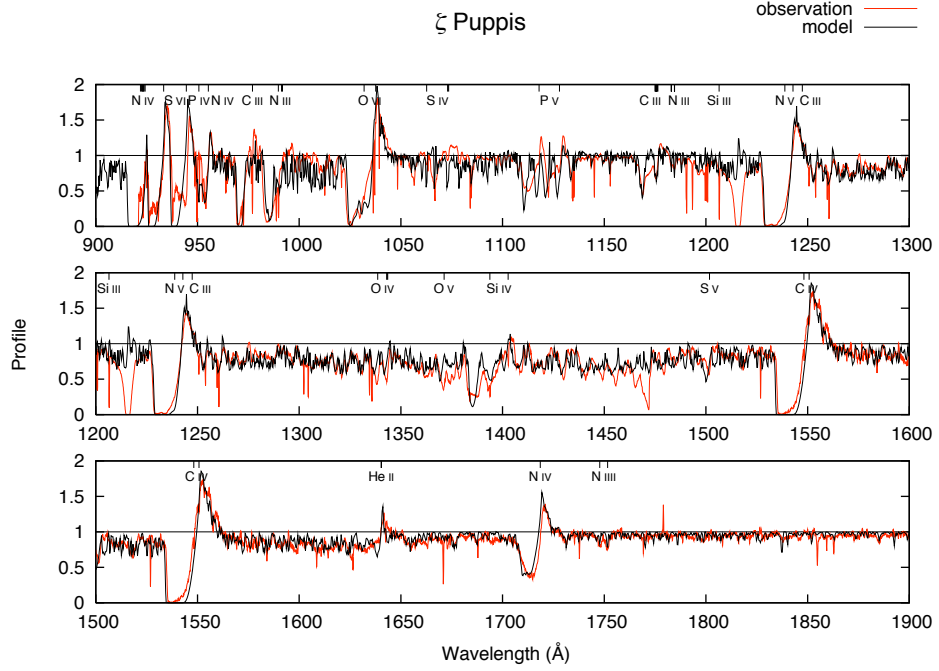 ζ Puppis
observation
model
2
1.5
1
0.5
0
N IV S VI P IV N IV C III N III O VI S IV P V C III N III Si III N V C III
900 950 1000 1050 1100 1150 1200 1250 1300
Profile
2
1.5
1
0.5
0
Si III N V C III O IV O V Si IV S V C IV
1200 1250 1300 1350 1400 1450 1500 1550 1600
2
1.5
1
0.5
0
C IV He II N IV N IIII
1500 1550 1600 1650 1700 1750 1800 1850 1900
Wavelength (Å)